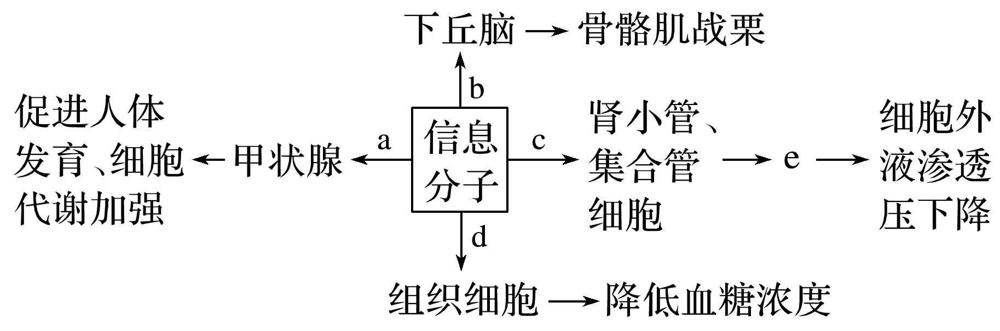 下丘脑
骨骼肌战栗
b
促进人体
发育、细胞
代谢加强
甲状腺
a
信息
分子
c
肾小管、
集合管
细胞
e
细胞外
液渗透
压下降
d
组织细胞
降低血糖浓度